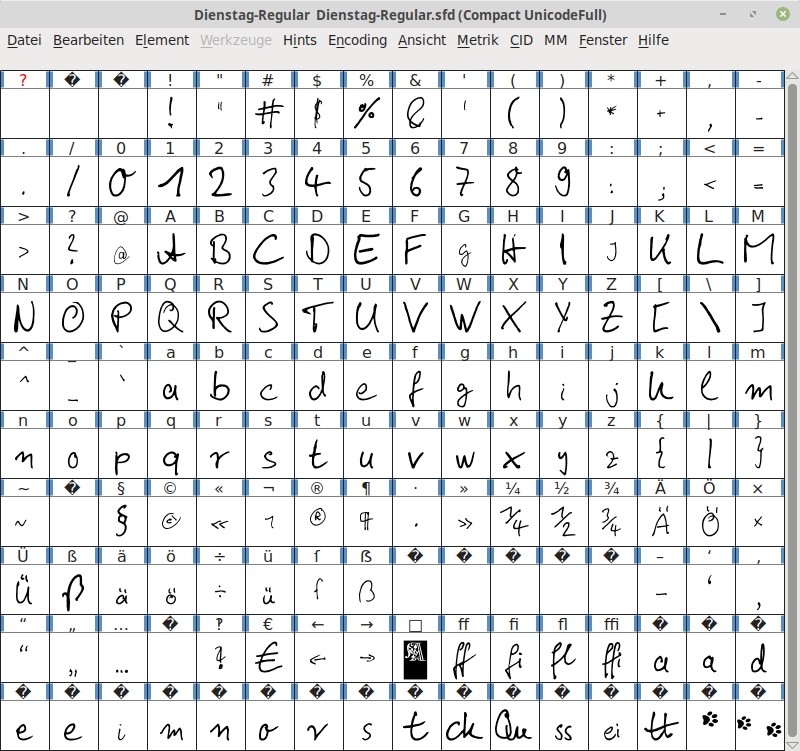 Dienstag-Regular Dienstag-Regular.sfd (Compact UnicodeFull)
Datei Bearbeiten Element Werkzeuge Hints Encoding Ansicht Metrik CID MM Fenster Hilfe
? � � ! " # $ % & ' ( ) * + , -
! " # $ % & ' ( ) * + , -
. / 0 1 2 3 4 5 6 7 8 9 : ; < =
. / 0 1 2 3 4 5 6 7 8 9 : ; < =
> ? @ A B C D E F G H I J K L M
> ? @ A B C D E F G H I J K L M
N O P Q R S T U V W X Y Z [ \ ]
N O P Q R S T U V W X Y Z [ \ ]
^ _ ` a b c d e f g h i j k l m
^ _ ` a b c d e f g h i j k l m
n o p q r s t u v w x y z { | }
n o p q r s t u v w x y z { | }
~ � § © « ¬ ® ¶ · » ¼ ½ ¾ Ä Ö ×
~ § © « ¬ ® ¶ · » ¼ ½ ¾ Ä Ö ×
Ü ß ä ö ÷ ü ſ ẞ � � � � � – ‘ ‚
Ü ß ä ö ÷ ü ſ ẞ – ‘ ‚
“ „ … � ‽ € ← → □ ff fi fl ffi � � �
“ „ … ‽ € ← → A ff fi fl ffi a a d
� � � � � � � � � � � � � � � �
e e i m n o r s t ck Qu ss ei tt